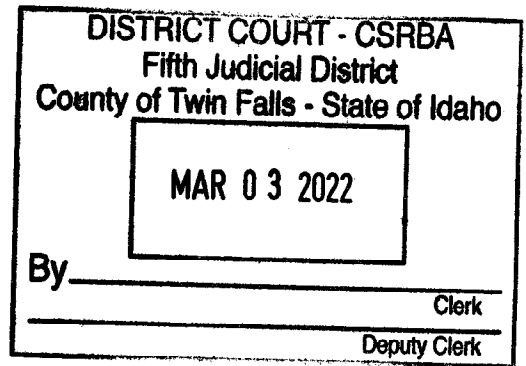 DISTRICT COURT - CSRBA
Fifth Judicial District
County of Twin Falls - State of Idaho
MAR 03 2022
By
Clerk
Deputy Clerk